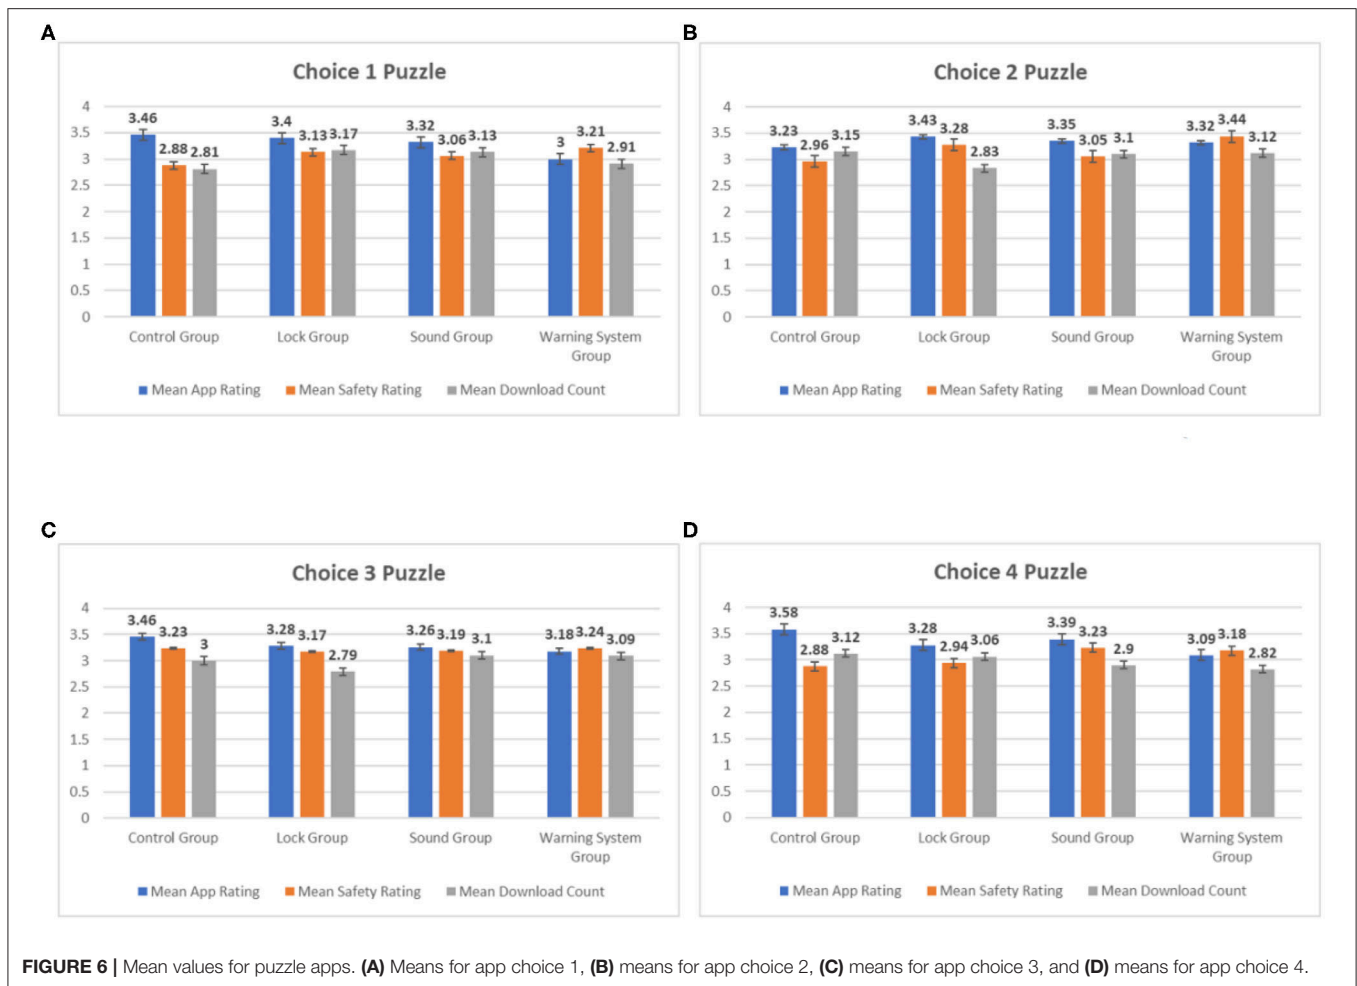 A
Choice 1 Puzzle
4
3.5
3
2.5
2
1.5
1
0.5
0
3.46 2.88 2.81
3.4 3.13 3.17
3.32 3.06 3.13
3 3.21 2.91
Control Group Lock Group Sound Group Warning System
Group
Mean App Rating Mean Safety Rating Mean Download Count
B
Choice 2 Puzzle
4
3.5
3
2.5
2
1.5
1
0.5
0
3.23 2.96 3.15
3.43 3.28 2.83
3.35 3.05 3.1
3.32 3.44 3.12
Control Group Lock Group Sound Group Warning System
Group
Mean App Rating Mean Safety Rating Mean Download Count
C
Choice 3 Puzzle
4
3.5
3
2.5
2
1.5
1
0.5
0
3.46 3.23 3
3.28 3.17 2.79
3.26 3.19 3.1
3.18 3.24 3.09
Control Group Lock Group Sound Group Warning System
Group
Mean App Rating Mean Safety Rating Mean Download Count
D
Choice 4 Puzzle
4
3.5
3
2.5
2
1.5
1
0.5
0
3.58 2.88 3.12
3.28 2.94 3.06
3.39 3.23 2.9
3.09 3.18 2.82
Control Group Lock Group Sound Group Warning System
Group
Mean App Rating Mean Safety Rating Mean Download Count
FIGURE 6 | Mean values for puzzle apps. (A) Means for app choice 1, (B) means for app choice 2, (C) means for app choice 3, and (D) means for app choice 4.